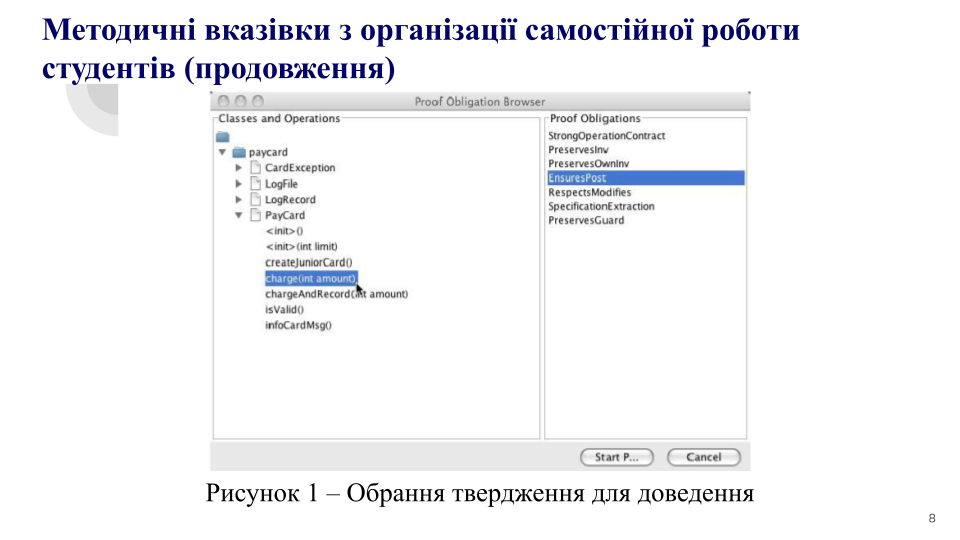 Методичні вказівки з організації самостійної роботи
студентів (продовження)
Proof Obligation Browser
Classes and Operations
paycard
CardException
LogFile
LogRecord
PayCard
<init>()
<init>(int limit)
createJuniorCard()
charge(int amount)
chargeAndRecord(int amount)
isValid()
infoCardMsg()
Proof Obligations
StrongOperationContract
PreservesInv
PreservesOwnInv
EnsuresPost
RespectsModifies
SpecificationExtraction
PreservesGuard
Start P...
Cancel
Рисунок 1 – Обрання твердження для доведення
8